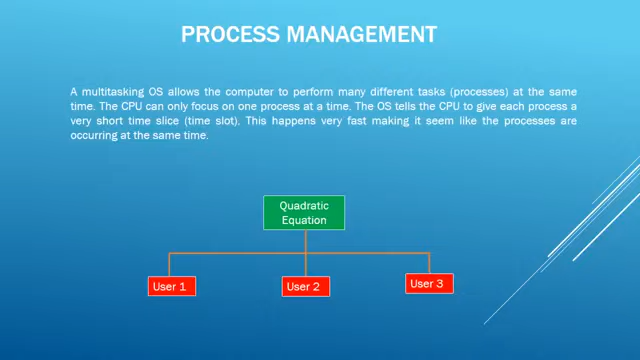 PROCESS MANAGEMENT
A multitasking OS allows the computer to perform many different tasks (processes) at the same
time. The CPU can only focus on one process at a time. The OS tells the CPU to give each process a
very short time slice (time slot). This happens very fast making it seem like the processes are
occurring at the same time.
Quadratic
Equation
User 1
User 2
User 3